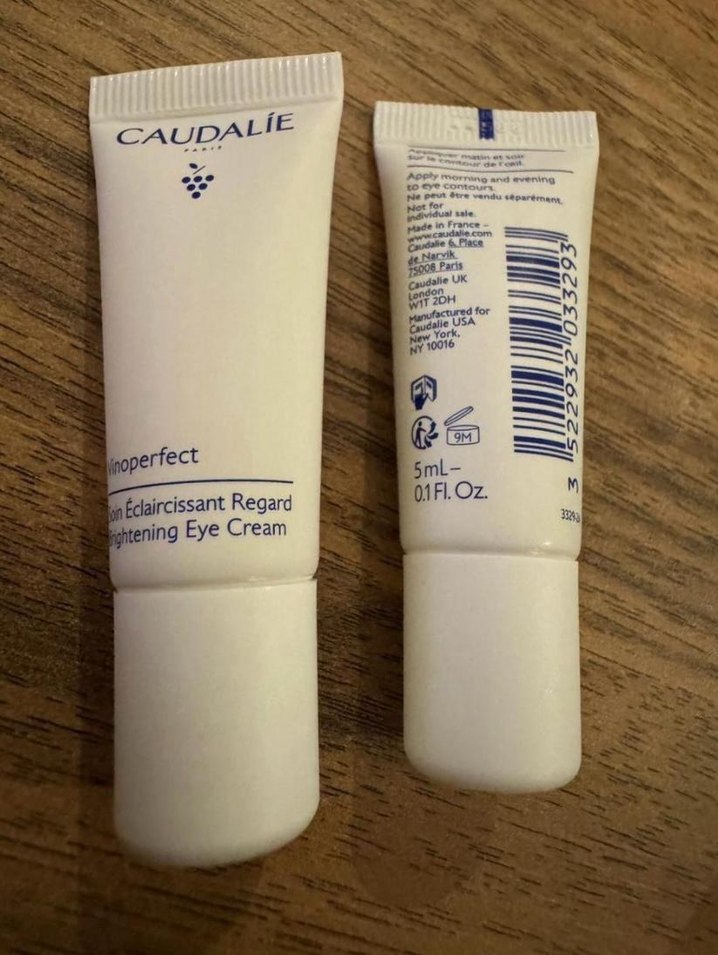 CAUDALÍE
PARIS
Vinoperfect
Soin Éclaircissant Regard
Brightening Eye Cream
Appliquer matin et soir
sur le contour de l'œil.
Apply morning and evening
to eye contours.
Ne peut être vendu séparément.
Not for
individual sale.
Made in France –
www.caudalie.com
Caudalie 6, Place
de Narvik
75008 Paris
Caudalie UK
London
W1T 2DH
Manufactured for
Caudalie USA
New York,
NY 10016
9M
5 mL –
0.1 Fl. Oz.
3 522932 033293